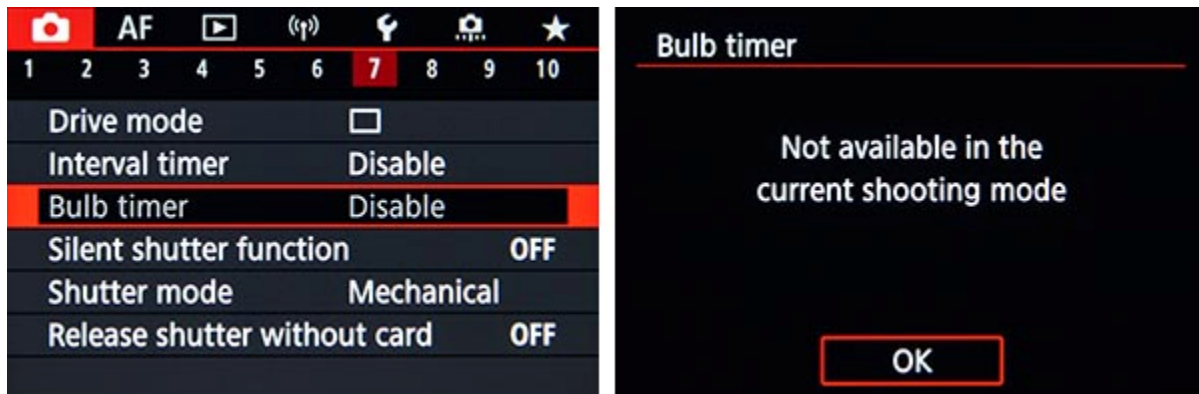 AF
1 2 3 4 5 6 7 8 9 10
Drive mode
Interval timer Disable
Bulb timer Disable
Silent shutter function OFF
Shutter mode Mechanical
Release shutter without card OFF
Bulb timer
Not available in the
current shooting mode
OK